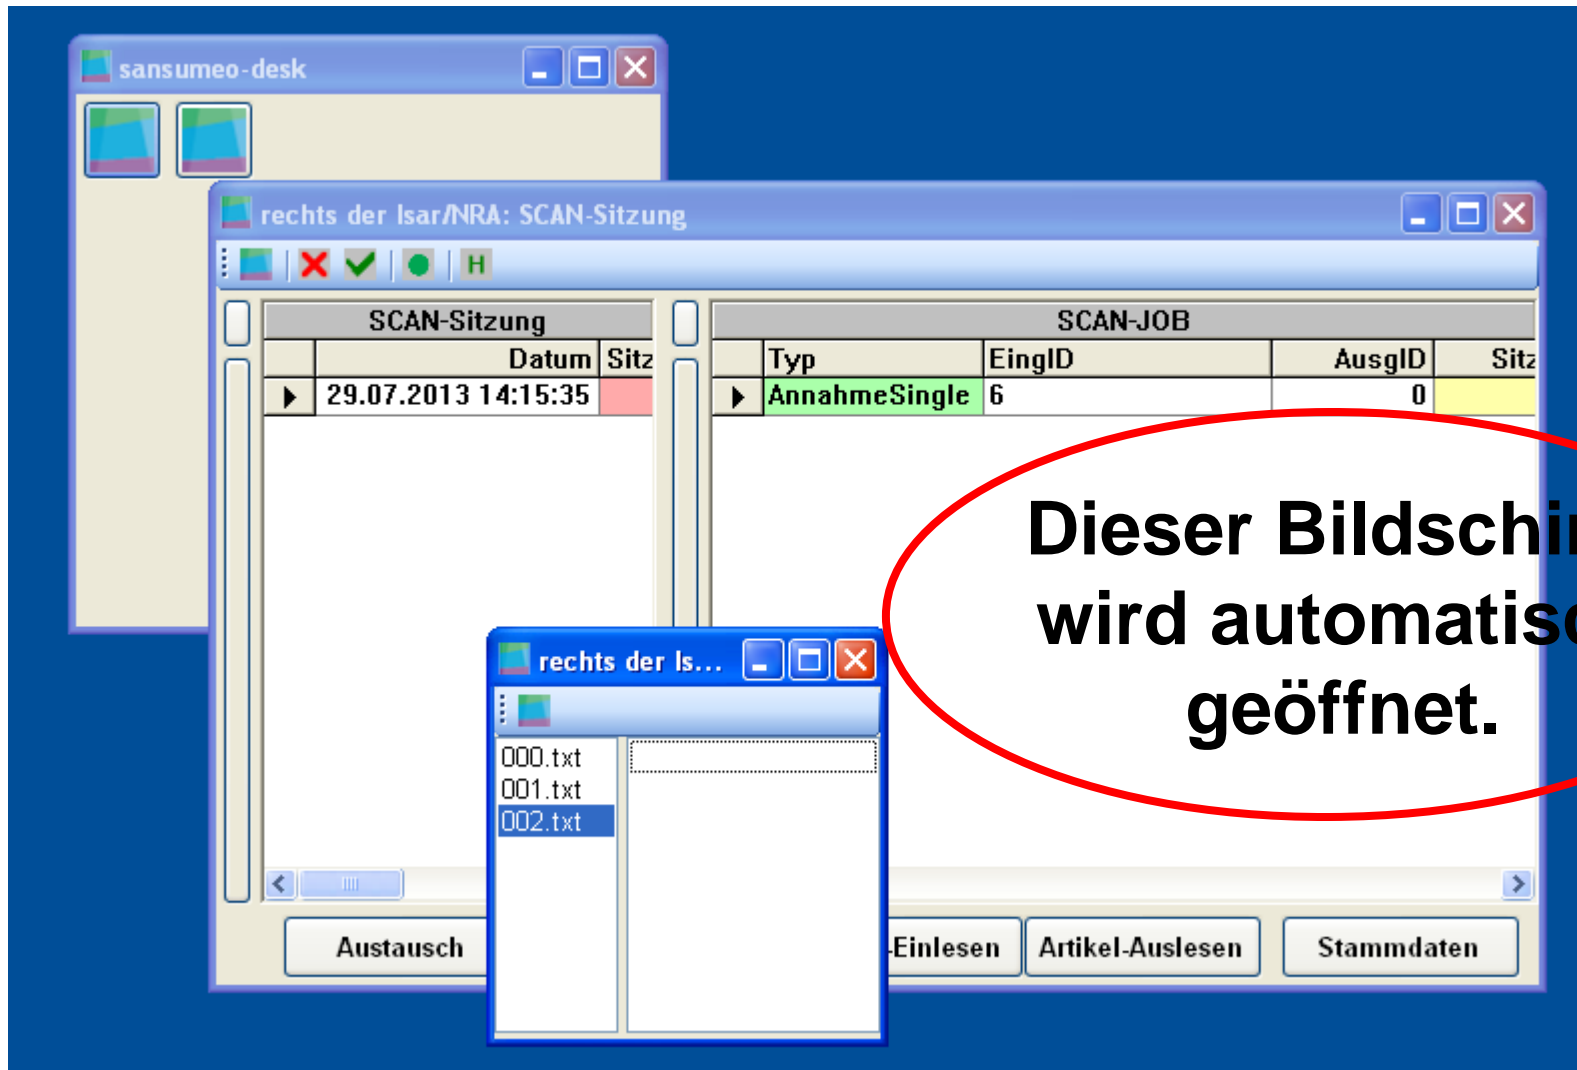 sansumeo-desk
rechts der Isar/NRA: SCAN-Sitzung
H
SCAN-Sitzung
Datum Sitz
29.07.2013 14:15:35
SCAN-JOB
Typ EingID AusgID Sitz
AnnahmeSingle 6 0
Dieser Bildschir
wird automatisc
geöffnet.
rechts der Is...
000.txt
001.txt
002.txt
Austausch -Einlesen Artikel-Auslesen Stammdaten